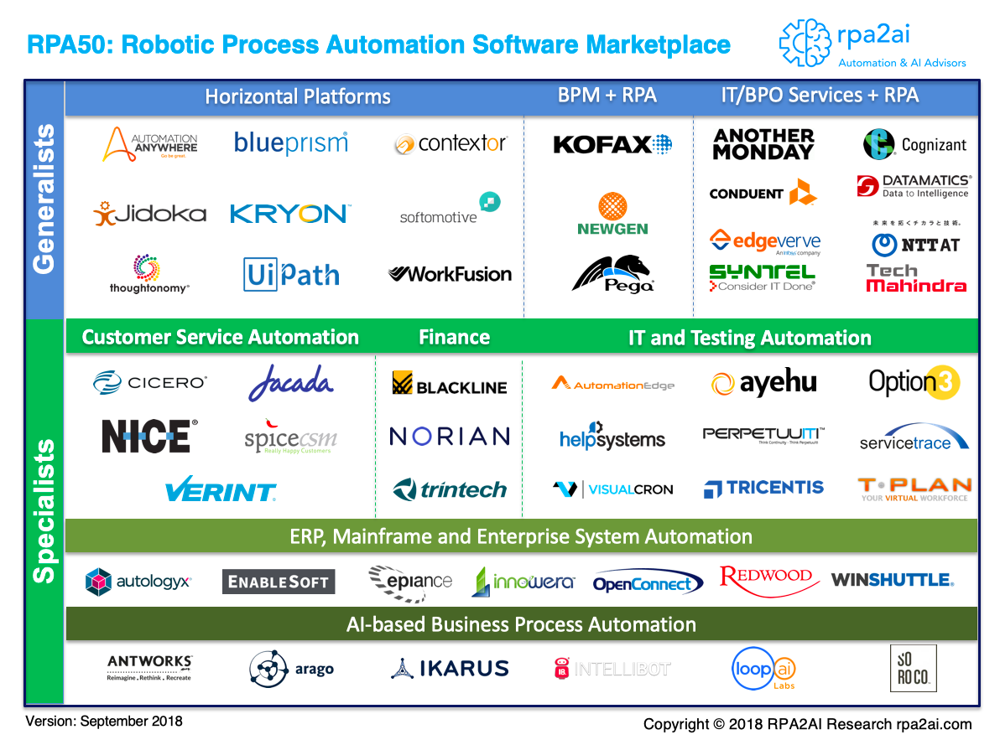 RPA50: Robotic Process Automation Software Marketplace
rpa2ai
Automation & AI Advisors
Generalists
Horizontal Platforms
BPM + RPA
IT/BPO Services + RPA
AUTOMATION
ANYWHERE
Go be great.
blueprism®
contextor
Jidoka
KRYON™
softomotive
thoughtonomy®
UiPath
WorkFusion
KOFAX
NEWGEN
PEGA®
ANOTHER
MONDAY
Cognizant
CONDUENT
DATAMATICS®
Data to Intelligence
edgeverve
An Infosys company
未来を拓くチカラと技術。
NTT AT
SYNTEL
Consider IT Done®
Tech
Mahindra
Specialists
Customer Service Automation
Finance
IT and Testing Automation
CICERO®
Jacada
NICE®
spicecsm
Really Happy Customers
VERINT®
BLACKLINE
NORIAN
trintech
AutomationEdge
ayehu
Option3
helpsystems
PERPETUUITI™
Think Continuity - Think Perpetuuiti
servicetrace
VISUALCRON
TRICENTIS
T·PLAN
YOUR VIRTUAL WORKFORCE
ERP, Mainframe and Enterprise System Automation
autologyx®
ENABLESOFT
epiance
innowera™
OPENCONNECT
REDWOOD
WINSHUTTLE®
AI-based Business Process Automation
ANTWORKS™
Reimagine . Rethink . Recreate
arago
IKARUS
INTELLIBOT
loop ai
Labs
SO
ROCO™
Version: September 2018
Copyright © 2018 RPA2AI Research rpa2ai.com